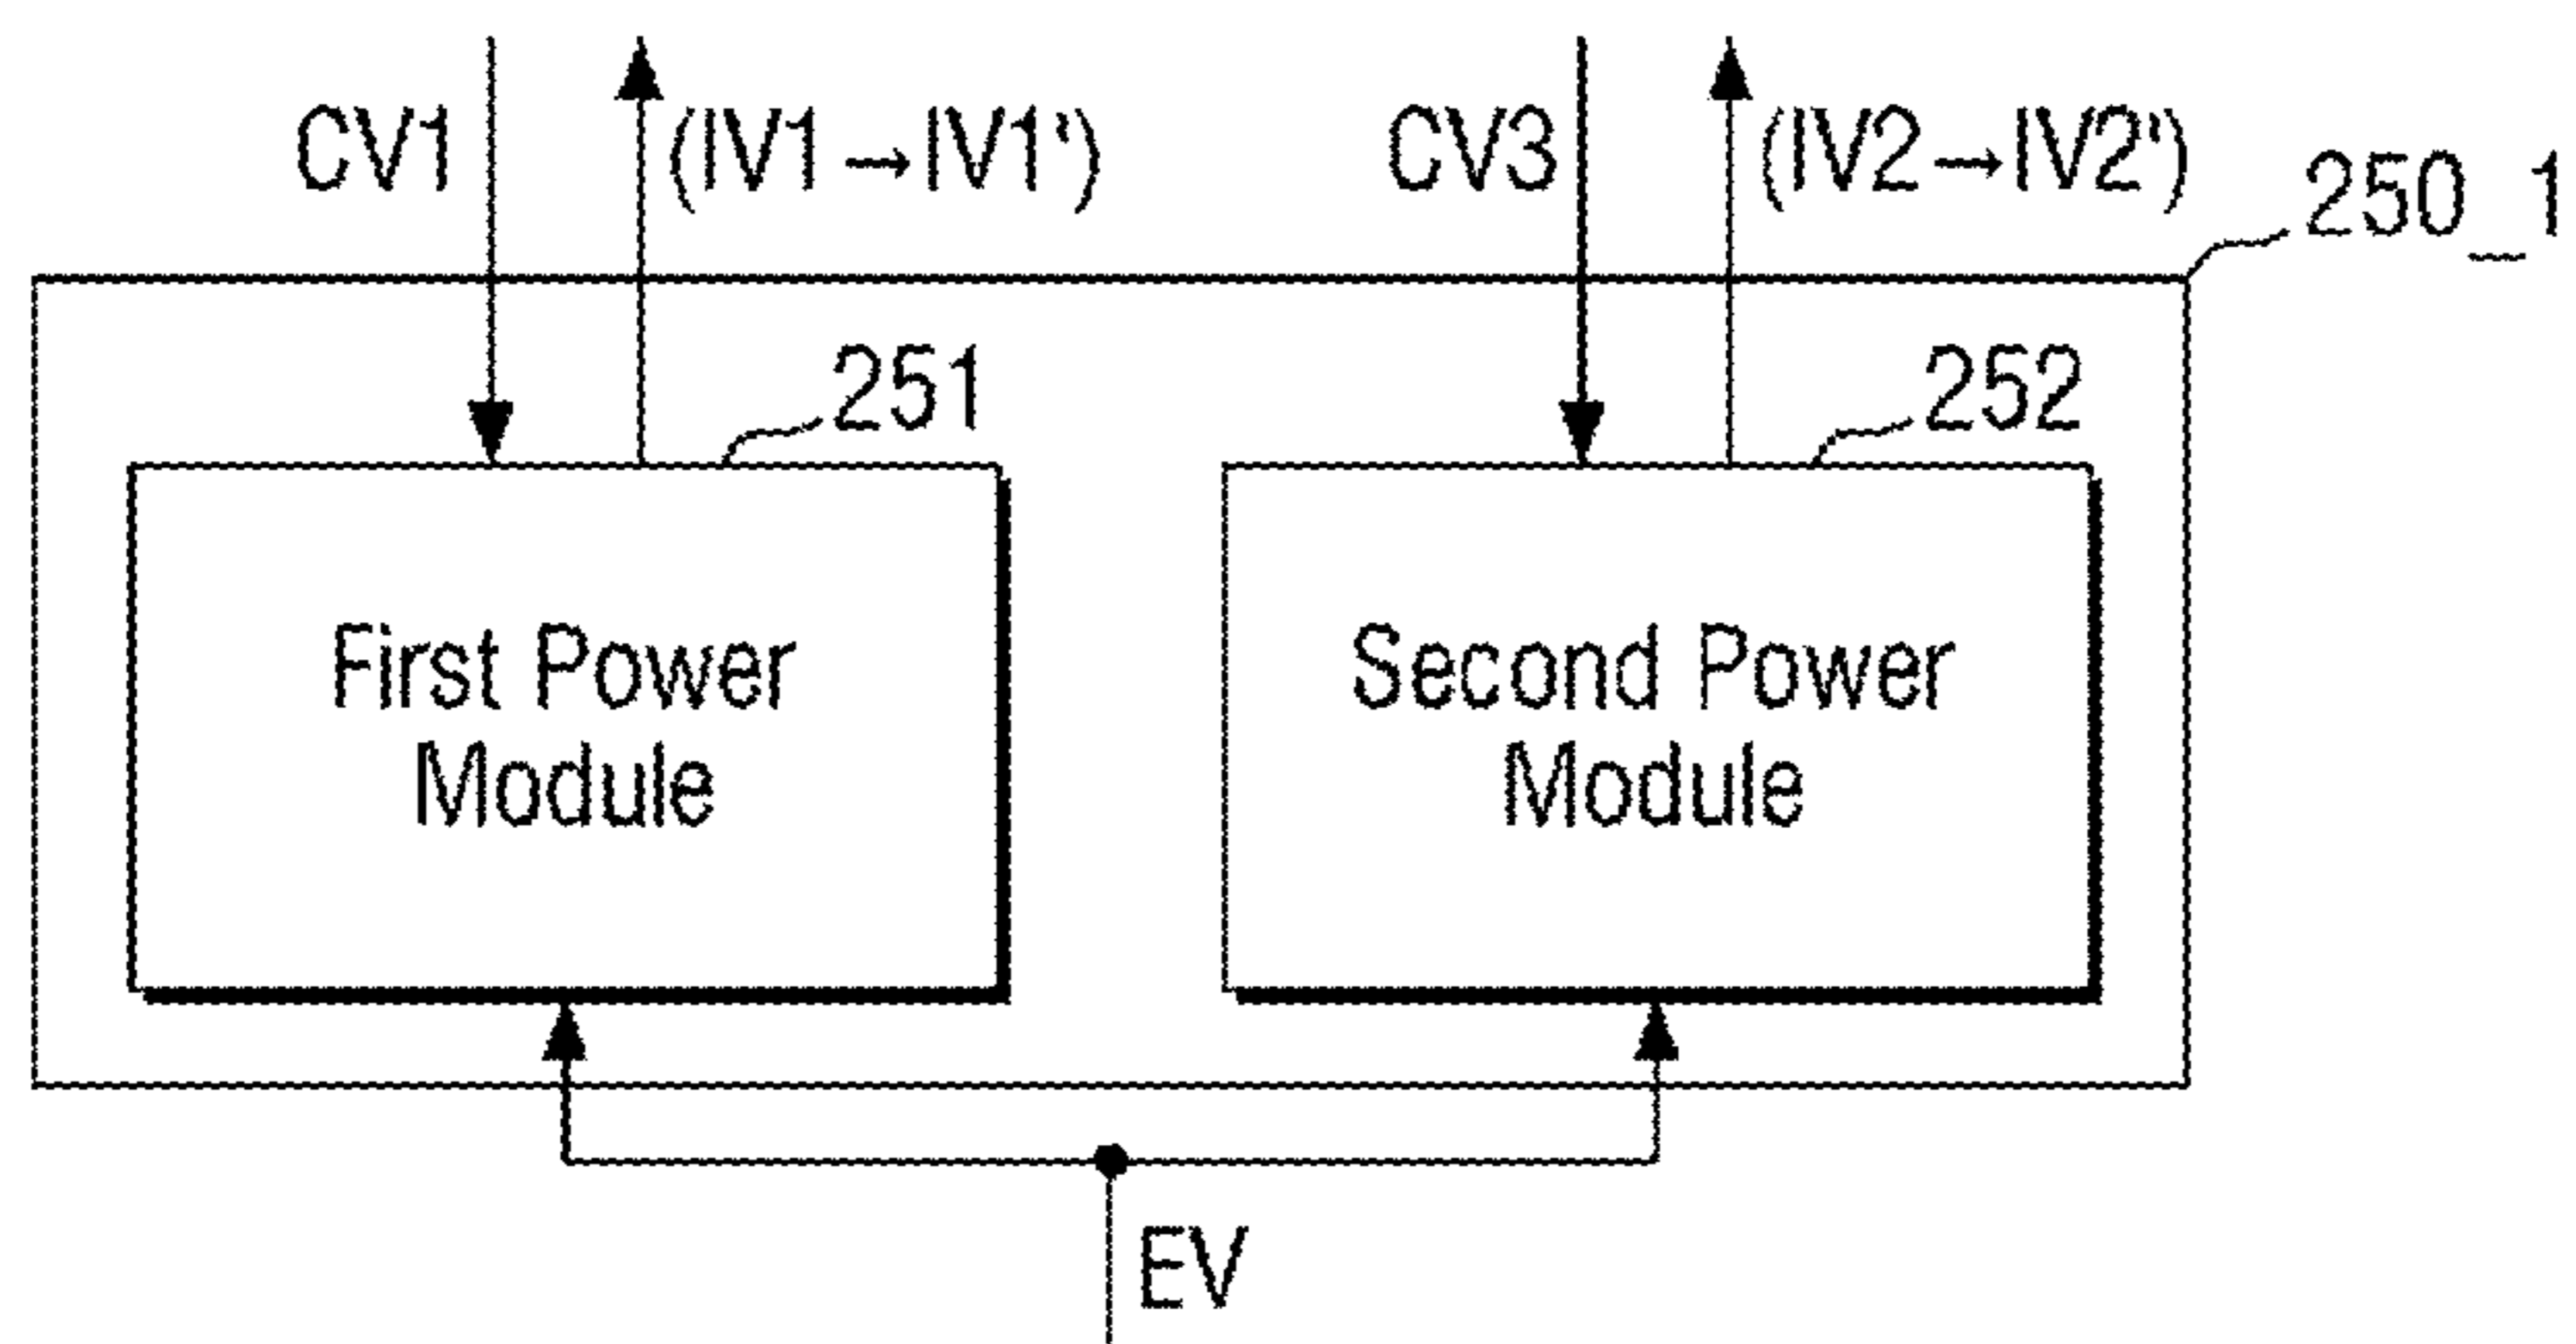 CV1
(IV1→IV1')
CV3
(IV2→IV2')
250_1
251
252
First Power
Module
Second Power
Module
EV